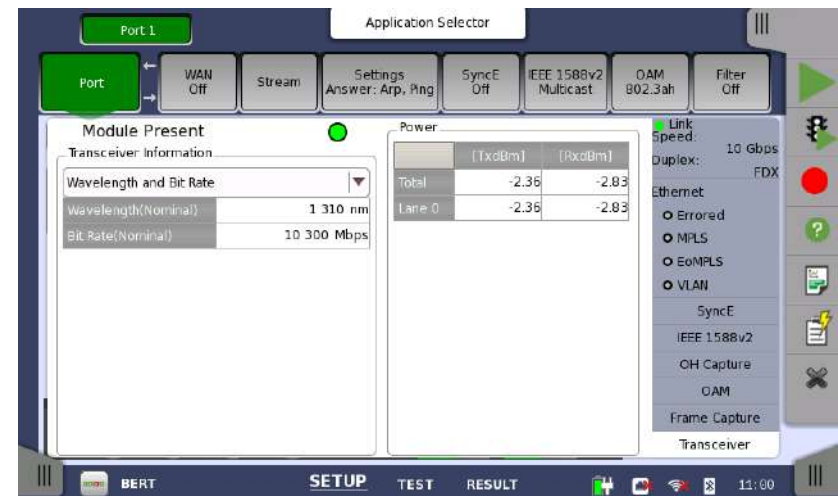 Port 1
Application Selector
Port
WAN
Off
Stream
Settings
Answer: Arp, Ping
SyncE
Off
IEEE 1588v2
Multicast
OAM
802.3ah
Filter
Off
Module Present
Transceiver Information
Wavelength and Bit Rate
Wavelength(Nominal) 1 310 nm
Bit Rate(Nominal) 10 300 Mbps
Power
[TxdBm] [RxdBm]
Total -2.36 -2.83
Lane 0 -2.36 -2.83
Link
Speed:
10 Gbps
Duplex:
FDX
Ethernet
Errored
MPLS
EoMPLS
VLAN
SyncE
IEEE 1588v2
OH Capture
OAM
Frame Capture
Transceiver
BERT SETUP TEST RESULT 11:00